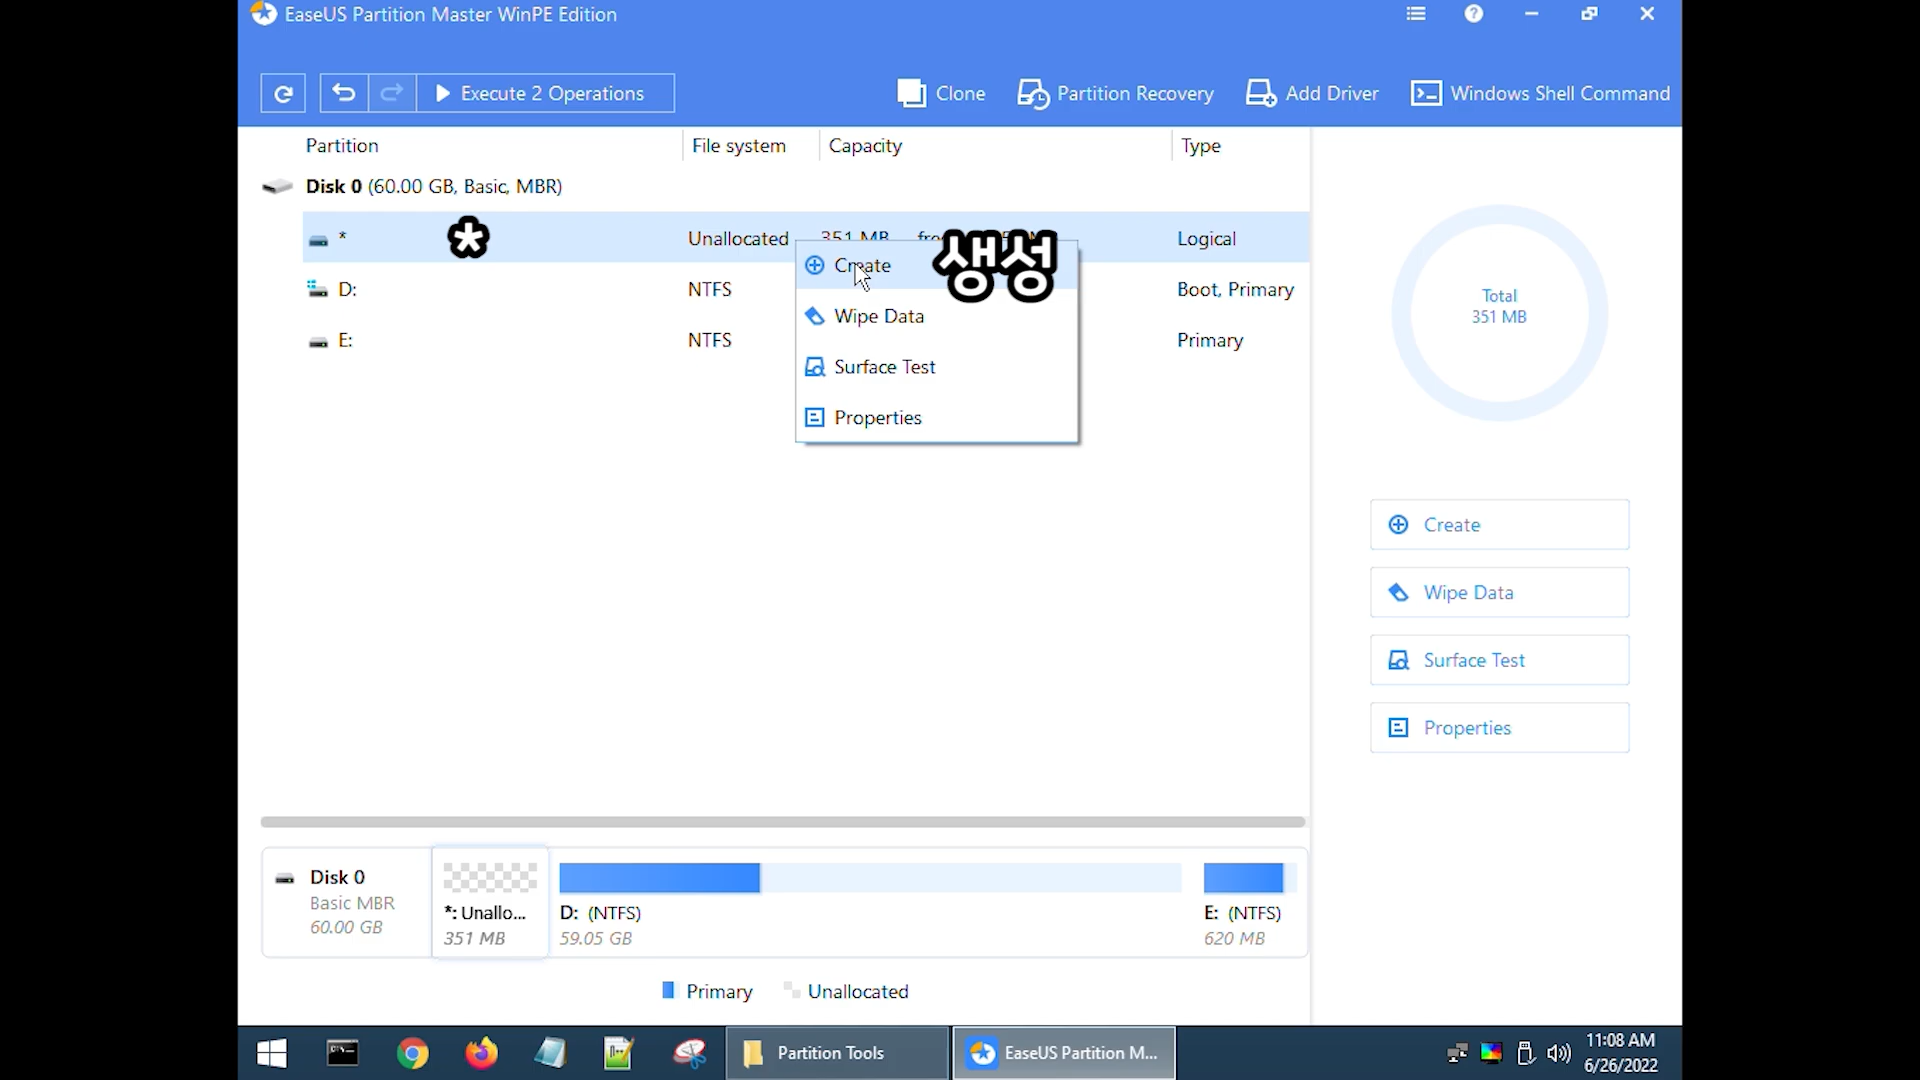 EaseUS Partition Master WinPE Edition
Execute 2 Operations
Clone
Partition Recovery
Add Driver
Windows Shell Command
Partition
File system
Capacity
Type
Disk 0 (60.00 GB, Basic, MBR)
*
*
Unallocated
351 MB
Logical
Create
생성
D:
NTFS
Boot, Primary
Wipe Data
E:
NTFS
Primary
Surface Test
Properties
Total
351 MB
Create
Wipe Data
Surface Test
Properties
Disk 0
Basic MBR
60.00 GB
*: Unallo...
351 MB
D: (NTFS)
59.05 GB
E: (NTFS)
620 MB
Primary
Unallocated
Partition Tools
EaseUS Partition M...
11:08 AM
6/26/2022